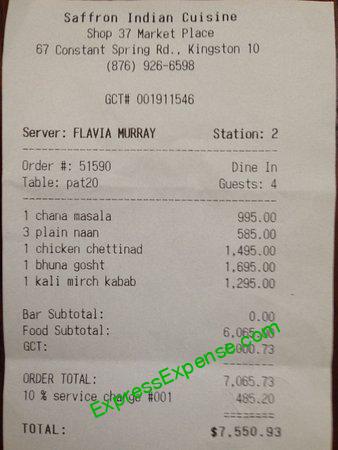 Saffron Indian Cuisine
Shop 37 Market Place
67 Constant Spring Rd., Kingston 10
(876) 926-6598
GCT# 001911546
Server: FLAVIA MURRAY Station: 2
Order #: 51590 Dine In
Table: pat20 Guests: 4
1 chana masala 995.00
3 plain naan 585.00
1 chicken chettinad 1,495.00
1 bhuna gosht 1,695.00
1 kali mirch kabab 1,295.00
Bar Subtotal: 0.00
Food Subtotal: 6,065.00
GCT: 1,000.73
ORDER TOTAL: 7,065.73
10 % service charge #001 485.20
TOTAL: $7,550.93
ExpressExpense.com